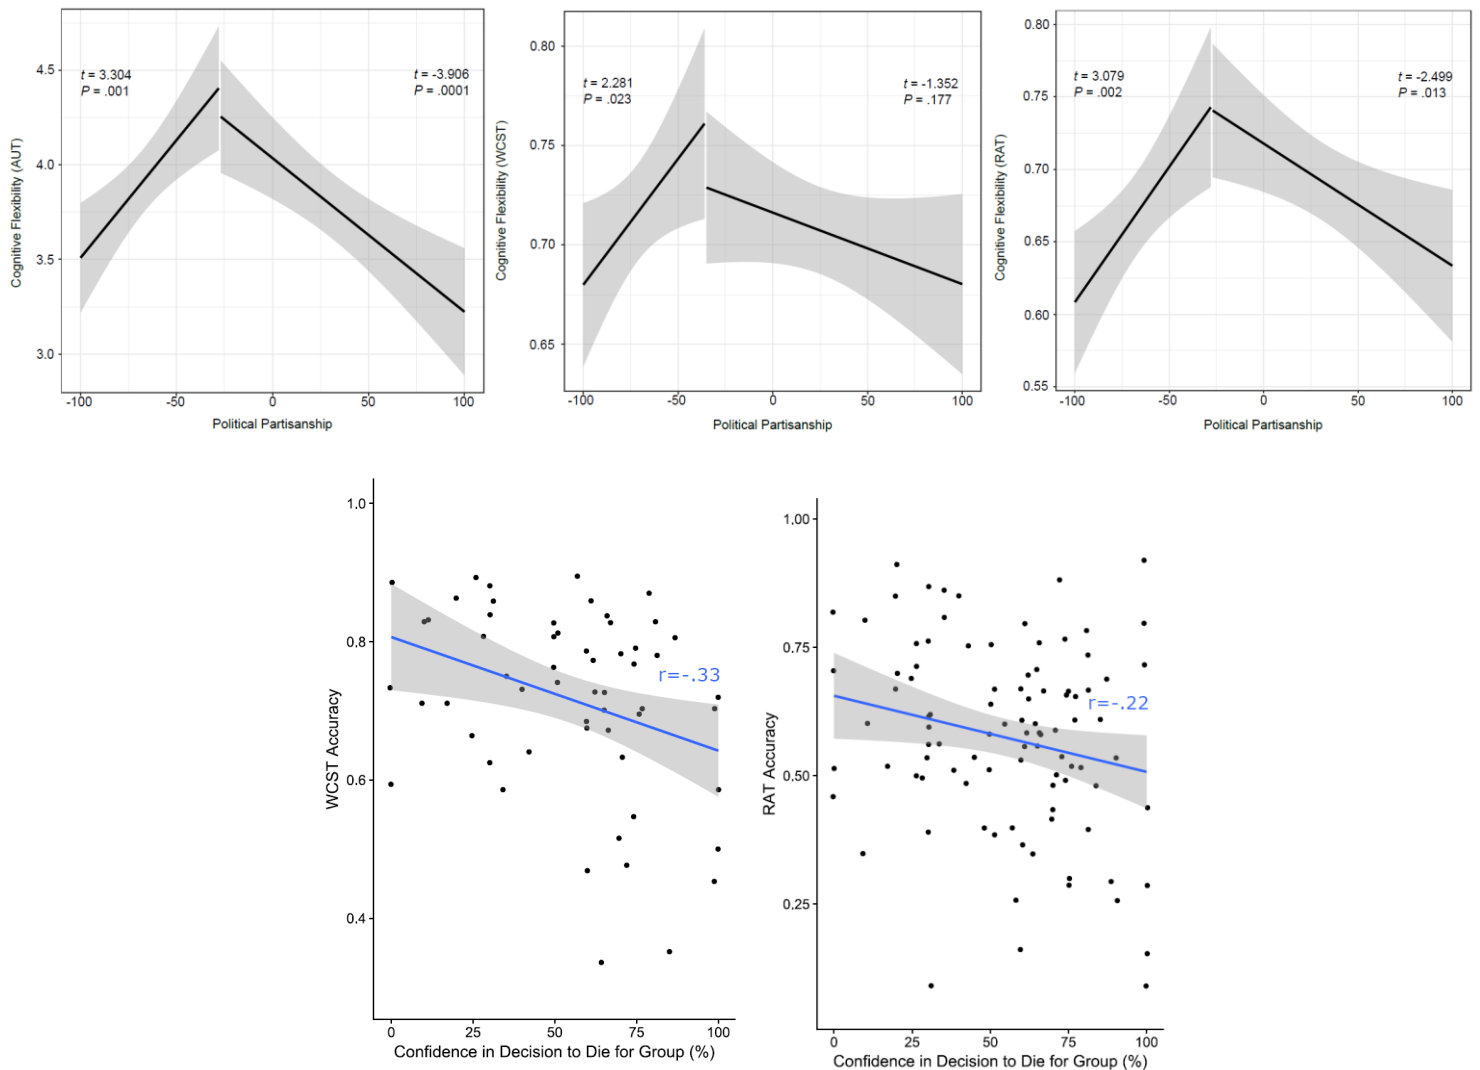 Cognitive Flexibility (AUT)
4.5
4.0
3.5
3.0
t = 3.304
P = .001
t = -3.906
P = .0001
-100
-50
0
50
100
Political Partisanship
Cognitive Flexibility (WCST)
0.80
0.75
0.70
0.65
t = 2.281
P = .023
t = -1.352
P = .177
-100
-50
0
50
100
Political Partisanship
Cognitive Flexibility (RAT)
0.80
0.75
0.70
0.65
0.60
0.55
t = 3.079
P = .002
t = -2.499
P = .013
-100
-50
0
50
100
Political Partisanship
WCST Accuracy
1.0
0.8
0.6
0.4
r=-.33
0
25
50
75
100
Confidence in Decision to Die for Group (%)
RAT Accuracy
1.00
0.75
0.50
0.25
r=-.22
0
25
50
75
100
Confidence in Decision to Die for Group (%)